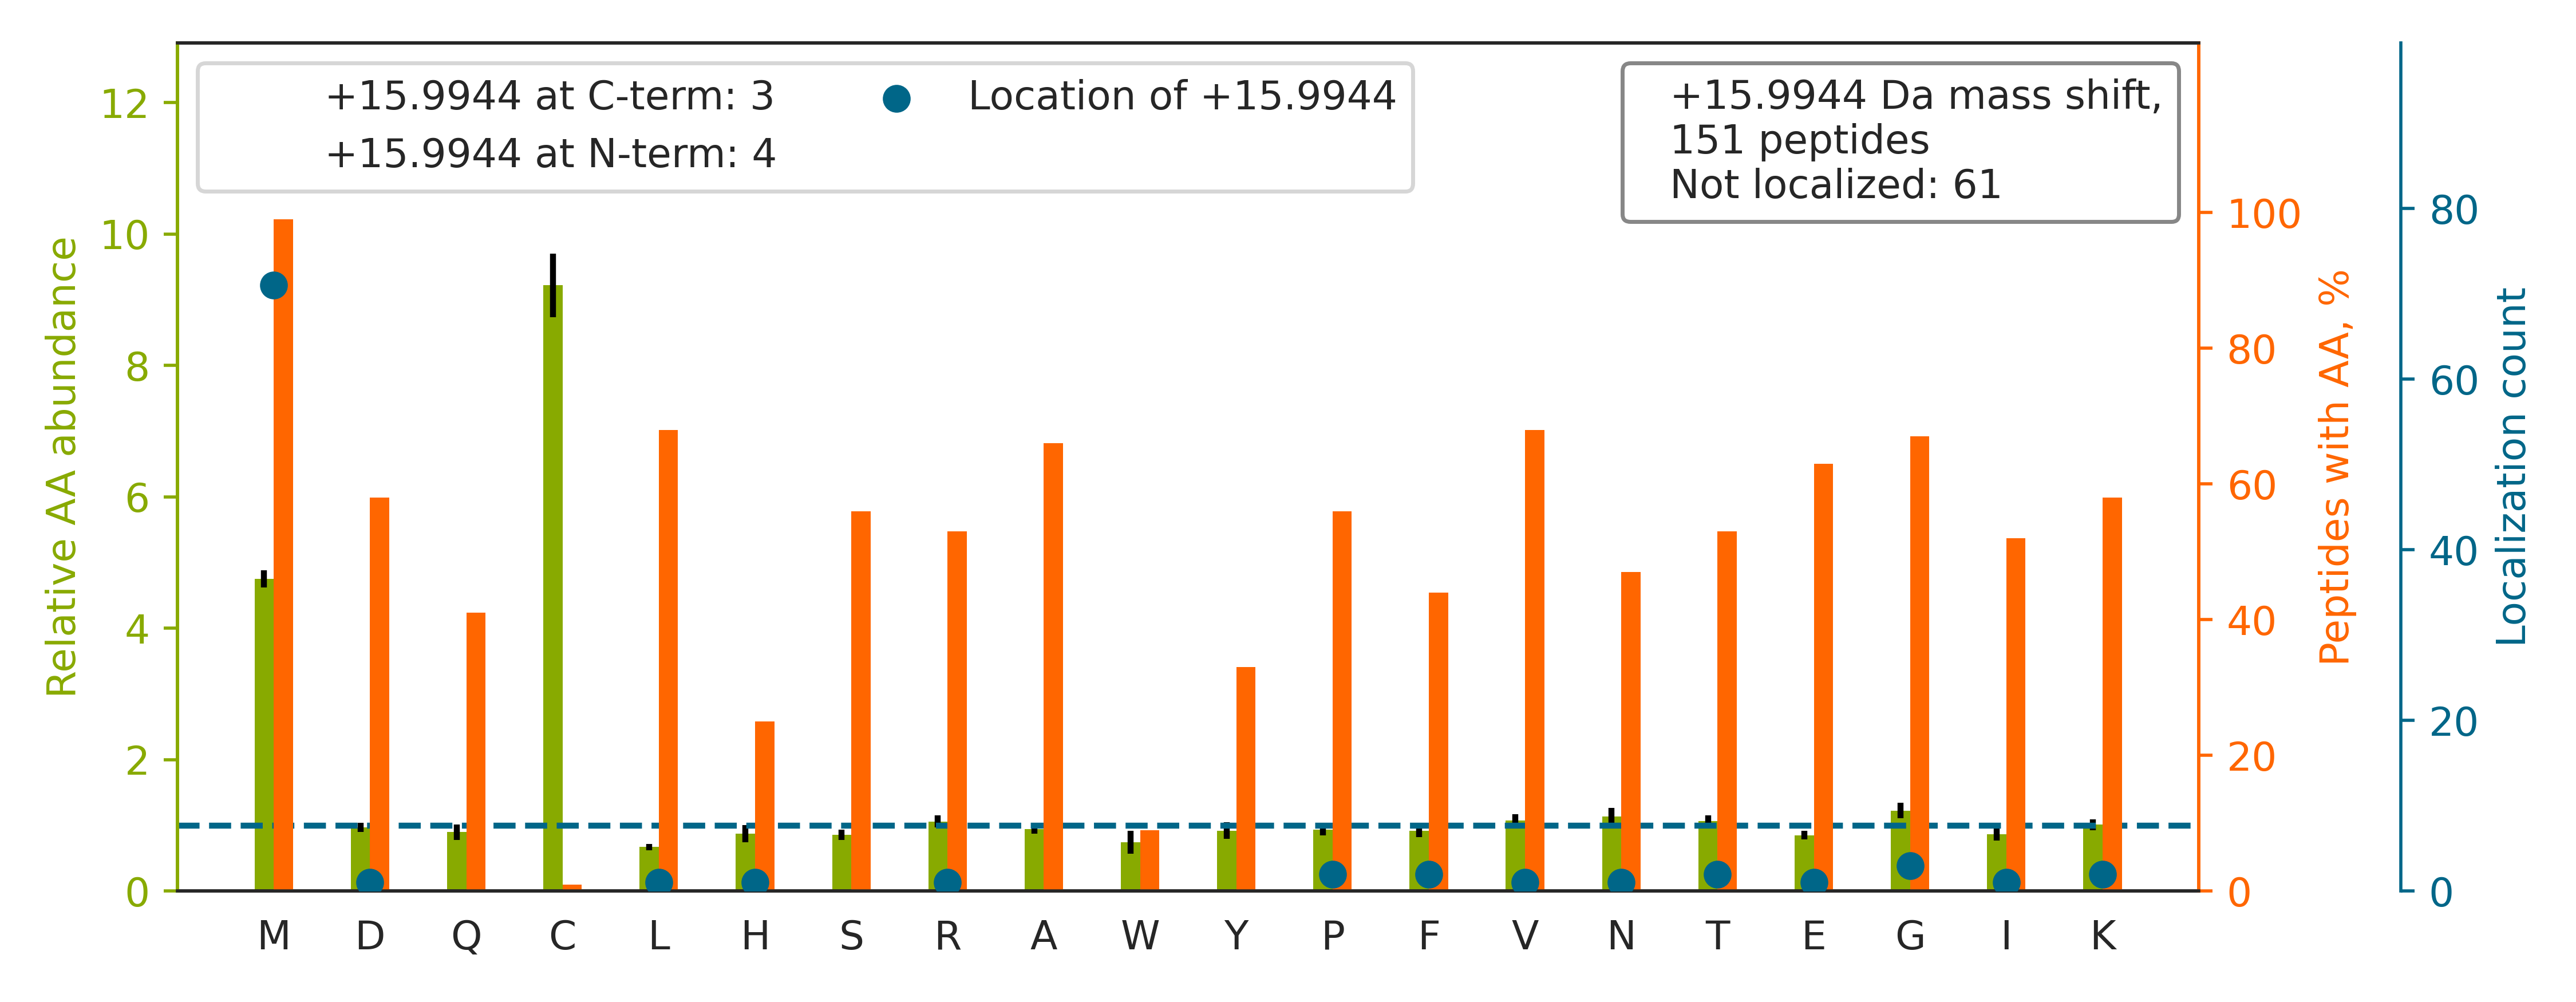 +15.9944 at C-term: 3
+15.9944 at N-term: 4
Location of +15.9944
+15.9944 Da mass shift,
151 peptides
Not localized: 61
Relative AA abundance
12
10
8
6
4
2
0
M D Q C L H S R A W Y P F V N T E G I K
100
80
60
40
20
0
Peptides with AA, %
80
60
40
20
0
Localization count